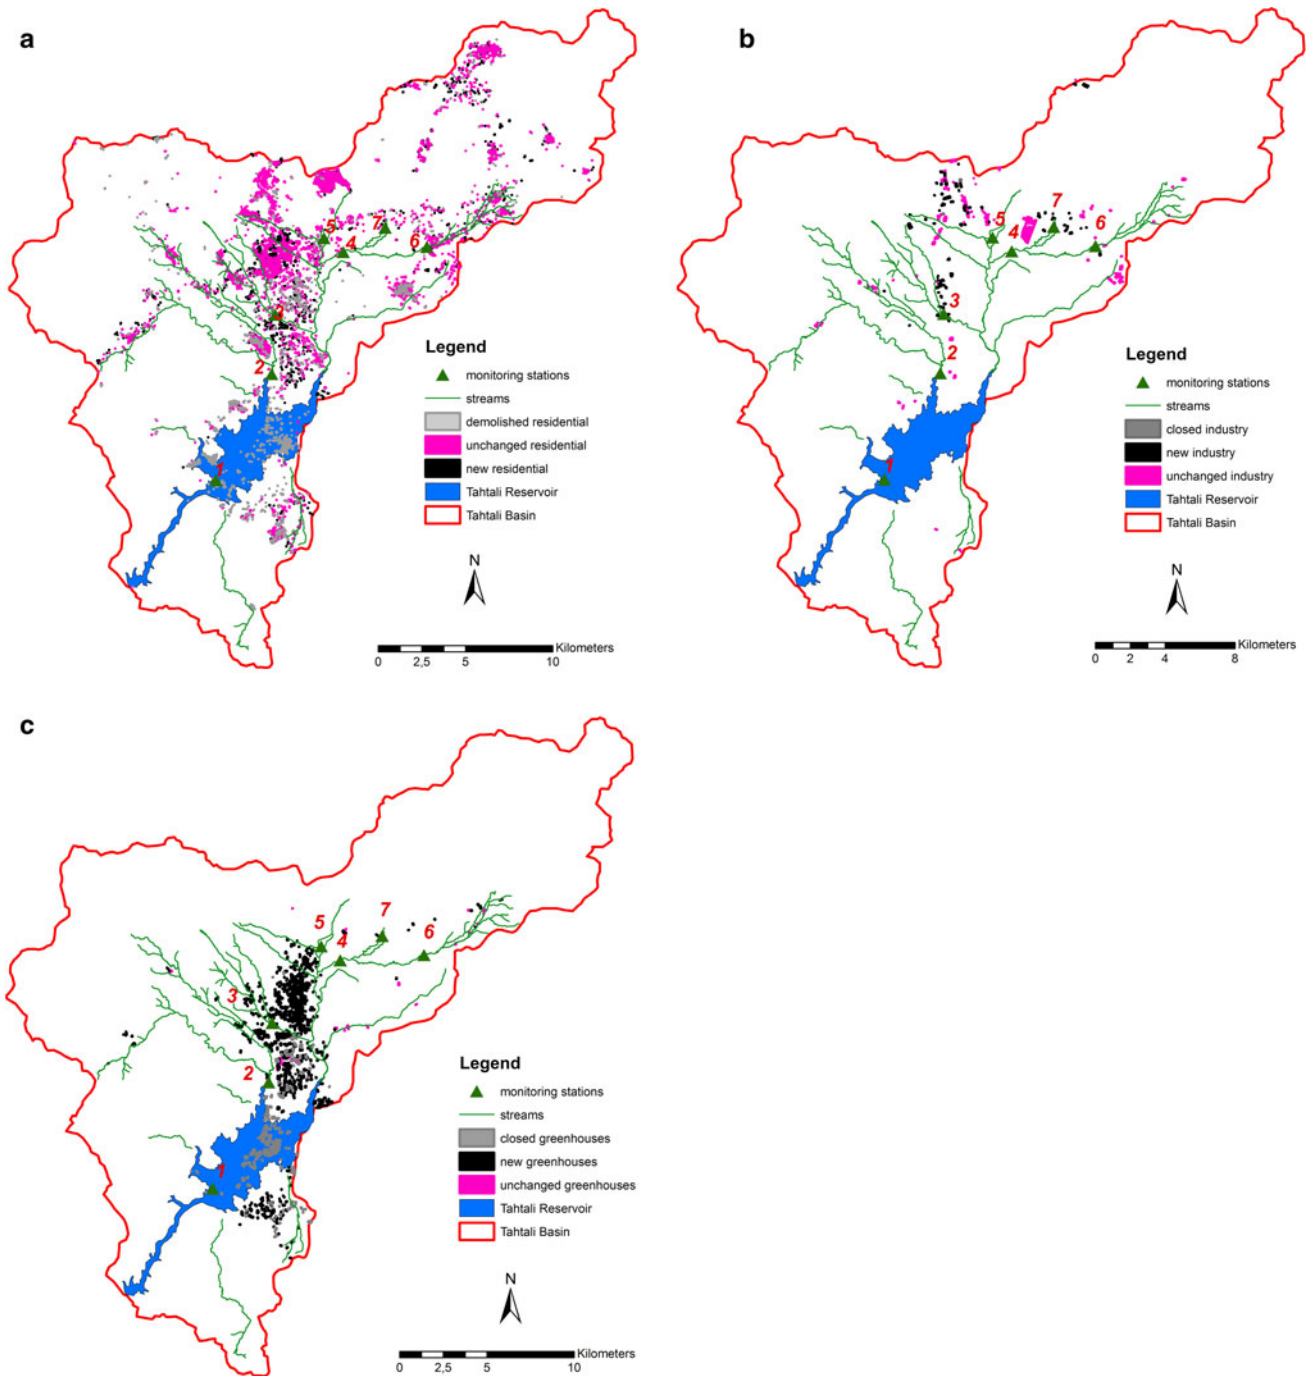 a
5
7
4
6
3
2
1
Legend
monitoring stations
streams
demolished residential
unchanged residential
new residential
Tahtali Reservoir
Tahtali Basin
N
Kilometers
0 2,5 5 10
b
7
5
4
6
3
2
1
Legend
monitoring stations
streams
closed industry
new industry
unchanged industry
Tahtali Reservoir
Tahtali Basin
N
Kilometers
0 2 4 8
c
5
7
4
6
3
2
1
Legend
monitoring stations
streams
closed greenhouses
new greenhouses
unchanged greenhouses
Tahtali Reservoir
Tahtali Basin
N
Kilometers
0 2,5 5 10